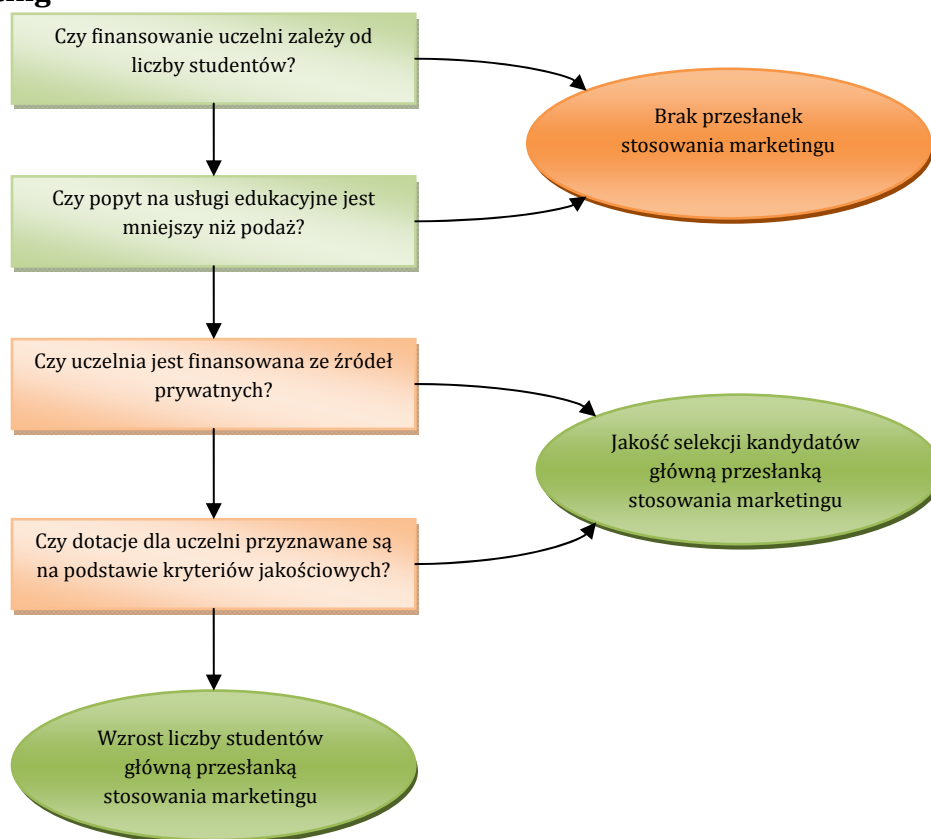 Czy finansowanie uczelni zależy od
liczby studentów?
Brak przesłanek
stosowania marketingu
Czy popyt na usługi edukacyjne jest
mniejszy niż podaż?
Czy uczelnia jest finansowana ze źródeł
prywatnych?
Jakość selekcji kandydatów
główną przesłanką
stosowania marketingu
Czy dotacje dla uczelni przyznawane są
na podstawie kryteriów jakościowych?
Wzrost liczby studentów
główną przesłanką
stosowania marketingu